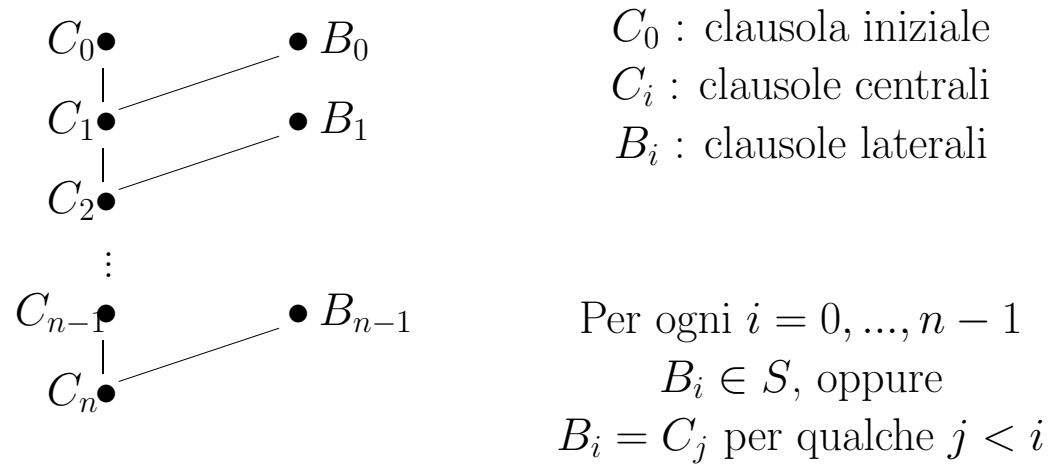 C₀ B₀
C₁ B₁
C₂
⋮
Cₙ₋₁ Bₙ₋₁
Cₙ
C₀ : clausola iniziale
Cᵢ : clausole centrali
Bᵢ : clausole laterali
Per ogni i = 0, ..., n − 1
Bᵢ ∈ S, oppure
Bᵢ = Cⱼ per qualche j < i